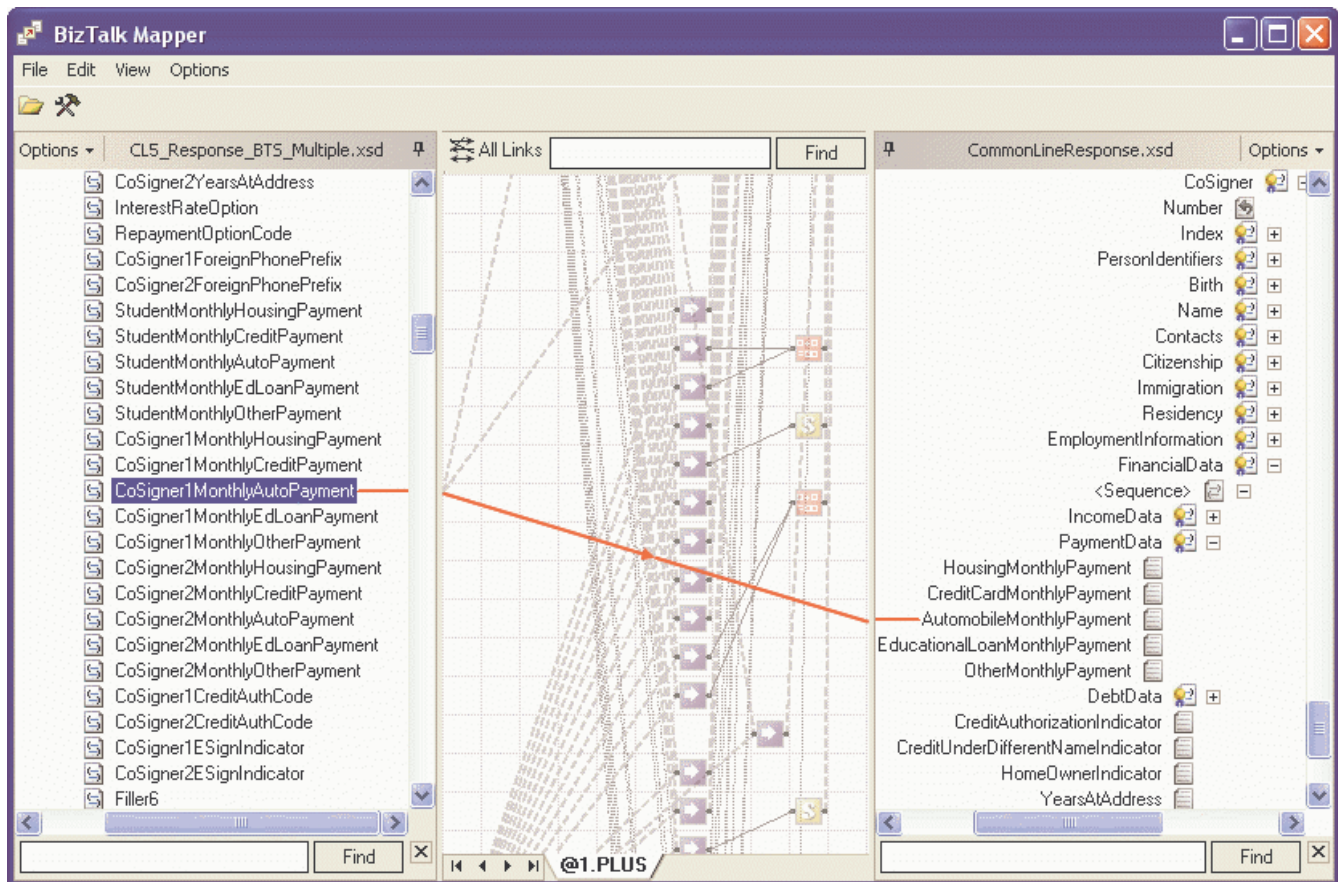 BizTalk Mapper
File Edit View Options
Options CL5_Response_BTS_Multiple.xsd
CoSigner2YearsAtAddress
InterestRateOption
RepaymentOptionCode
CoSigner1ForeignPhonePrefix
CoSigner2ForeignPhonePrefix
StudentMonthlyHousingPayment
StudentMonthlyCreditPayment
StudentMonthlyAutoPayment
StudentMonthlyEdLoanPayment
StudentMonthlyOtherPayment
CoSigner1MonthlyHousingPayment
CoSigner1MonthlyCreditPayment
CoSigner1MonthlyAutoPayment
CoSigner1MonthlyEdLoanPayment
CoSigner1MonthlyOtherPayment
CoSigner2MonthlyHousingPayment
CoSigner2MonthlyCreditPayment
CoSigner2MonthlyAutoPayment
CoSigner2MonthlyEdLoanPayment
CoSigner2MonthlyOtherPayment
CoSigner1CreditAuthCode
CoSigner2CreditAuthCode
CoSigner1ESignIndicator
CoSigner2ESignIndicator
Filler6
Find
All Links Find
@1.PLUS
CommonLineResponse.xsd Options
CoSigner
Number
Index
PersonIdentifiers
Birth
Name
Contacts
Citizenship
Immigration
Residency
EmploymentInformation
FinancialData
<Sequence>
IncomeData
PaymentData
HousingMonthlyPayment
CreditCardMonthlyPayment
AutomobileMonthlyPayment
EducationalLoanMonthlyPayment
OtherMonthlyPayment
DebtData
CreditAuthorizationIndicator
CreditUnderDifferentNameIndicator
HomeOwnerIndicator
YearsAtAddress
Find